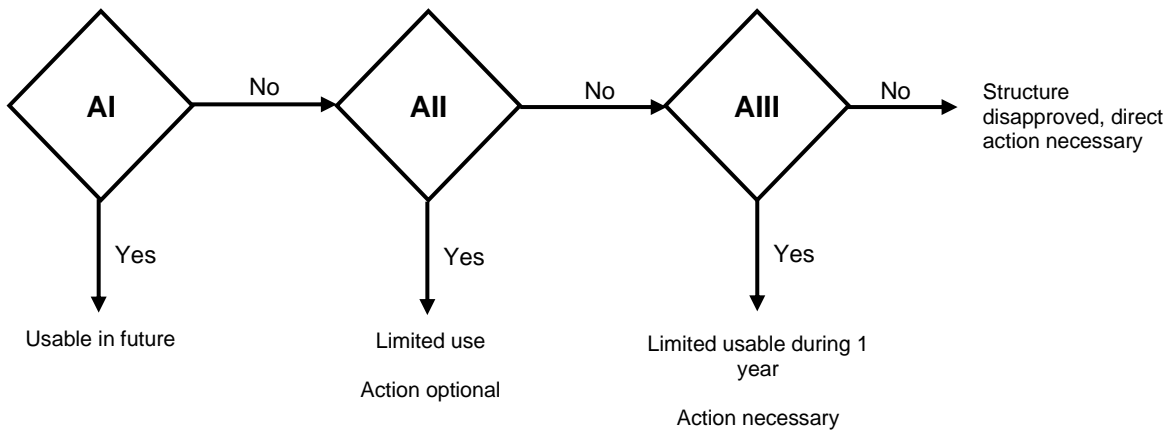 AI
No
AII
No
AIII
No
Structure
disapproved, direct
action necessary
Yes
Yes
Yes
Usable in future
Limited use
Action optional
Limited usable during 1
year
Action necessary